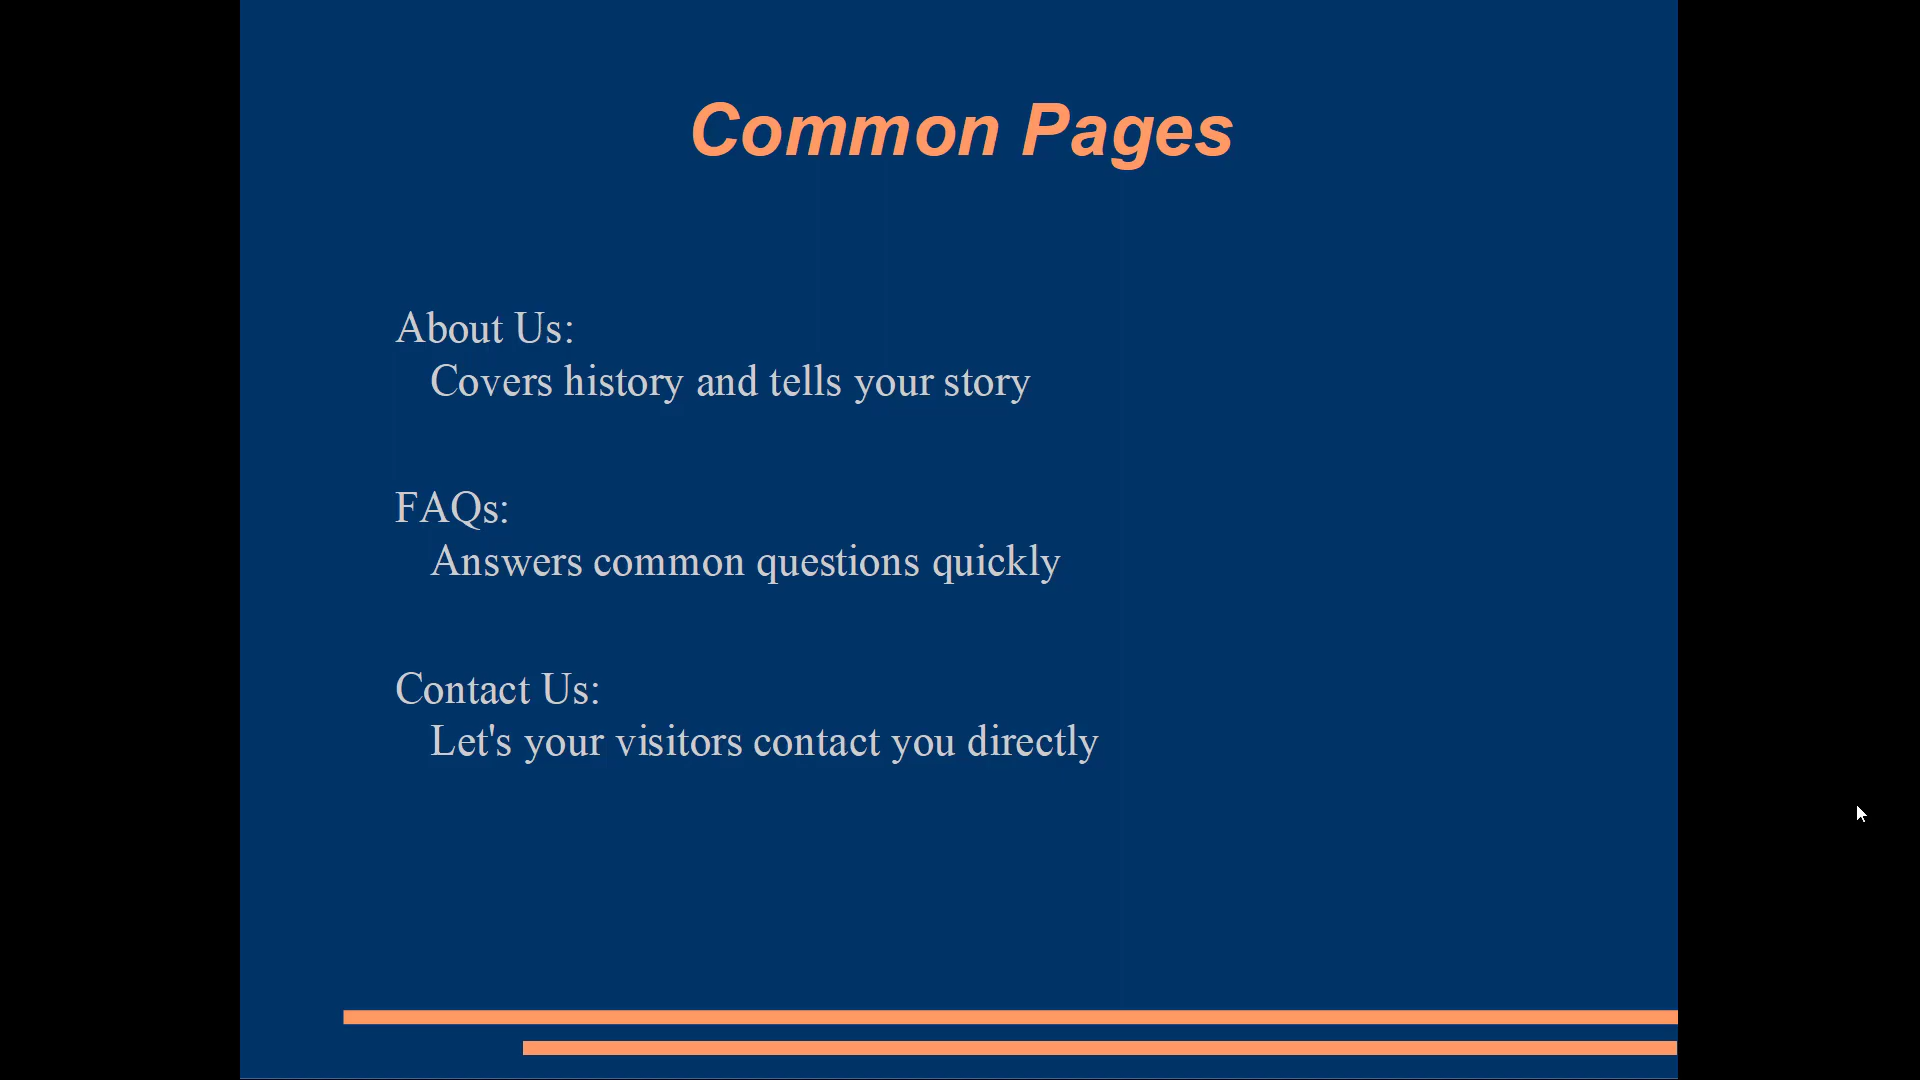 Common Pages
About Us:
Covers history and tells your story
FAQs:
Answers common questions quickly
Contact Us:
Let's your visitors contact you directly